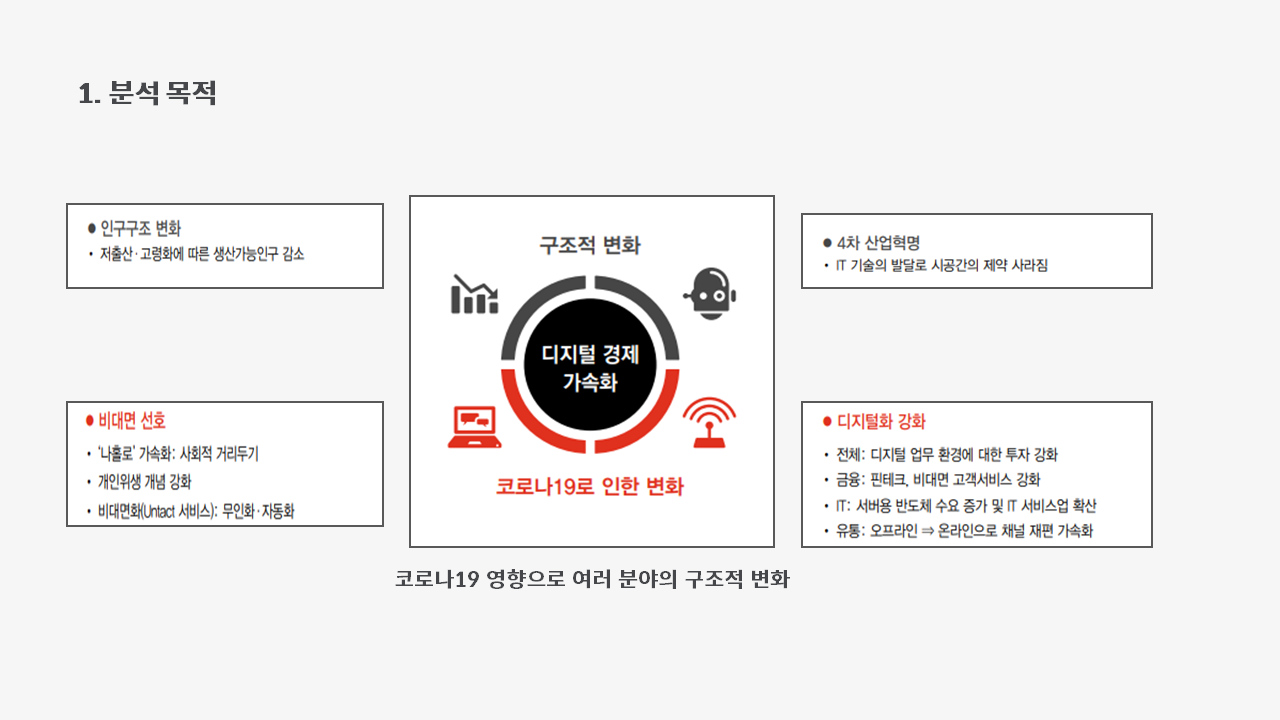 1. 분석 목적
● 인구구조 변화
• 저출산·고령화에 따른 생산가능인구 감소
구조적 변화
디지털 경제
가속화
코로나19로 인한 변화
● 4차 산업혁명
• IT 기술의 발달로 시공간의 제약 사라짐
● 비대면 선호
• ‘나홀로’ 가속화: 사회적 거리두기
• 개인위생 개념 강화
• 비대면화(Untact 서비스): 무인화·자동화
● 디지털화 강화
• 전체: 디지털 업무 환경에 대한 투자 강화
• 금융: 핀테크, 비대면 고객서비스 강화
• IT: 서버용 반도체 수요 증가 및 IT 서비스업 확산
• 유통: 오프라인 ⇒ 온라인으로 채널 재편 가속화
코로나19 영향으로 여러 분야의 구조적 변화